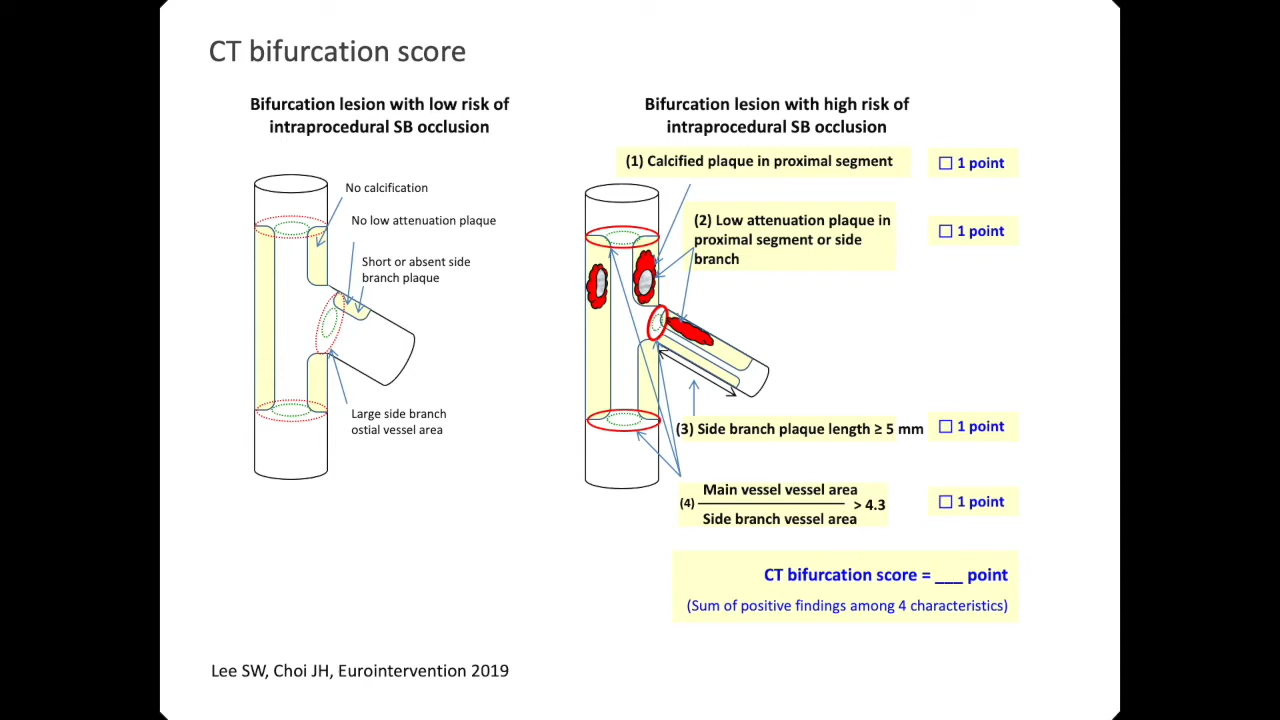 CT bifurcation score
Bifurcation lesion with low risk of
intraprocedural SB occlusion
No calcification
No low attenuation plaque
Short or absent side
branch plaque
Large side branch
ostial vessel area
Bifurcation lesion with high risk of
intraprocedural SB occlusion
(1) Calcified plaque in proximal segment
☐ 1 point
(2) Low attenuation plaque in
proximal segment or side
branch
☐ 1 point
(3) Side branch plaque length ≥ 5 mm
☐ 1 point
Main vessel vessel area
(4) > 4.3
Side branch vessel area
☐ 1 point
CT bifurcation score = ___ point
(Sum of positive findings among 4 characteristics)
Lee SW, Choi JH, Eurointervention 2019